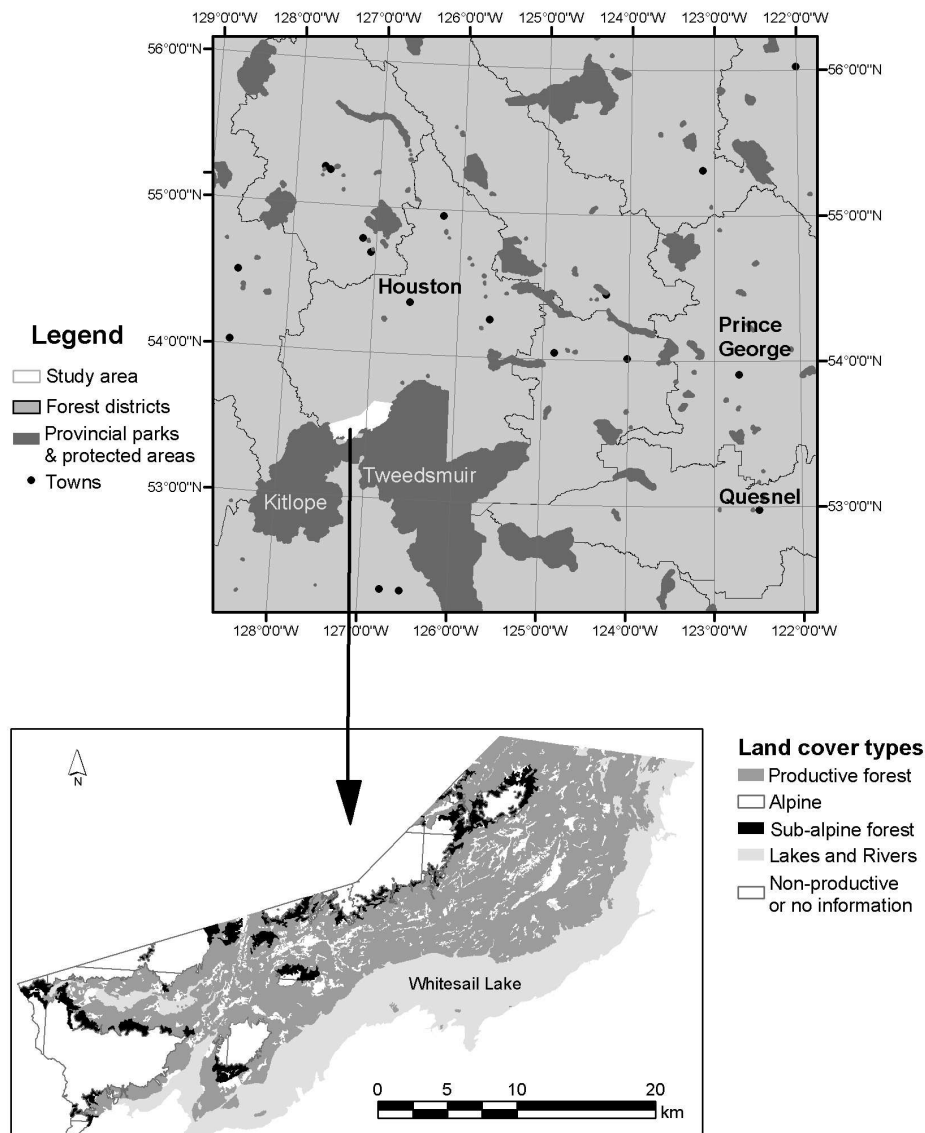 129°0'0"W 128°0'0"W 127°0'0"W 126°0'0"W 125°0'0"W 124°0'0"W 123°0'0"W 122°0'0"W
56°0'0"N
56°0'0"N
55°0'0"N
55°0'0"N
54°0'0"N
54°0'0"N
53°0'0"N
53°0'0"N
Houston
Prince
George
Tweedsmuir
Kitlope
Quesnel
Legend
Study area
Forest districts
Provincial parks
& protected areas
Towns
128°0'0"W 127°0'0"W 126°0'0"W 125°0'0"W 124°0'0"W 123°0'0"W 122°0'0"W
N
Whitesail Lake
0 5 10 20
km
Land cover types
Productive forest
Alpine
Sub-alpine forest
Lakes and Rivers
Non-productive
or no information